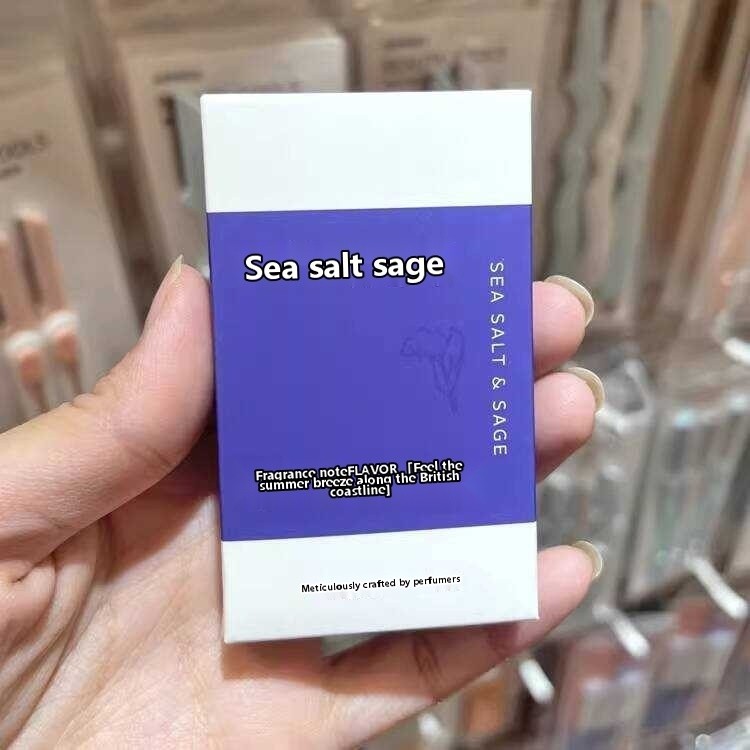 Sea salt sage
SEA SALT & SAGE
Fragrance noteFLAVOR [Feel the
summer breeze along the British
coastline]
Meticulously crafted by perfumers